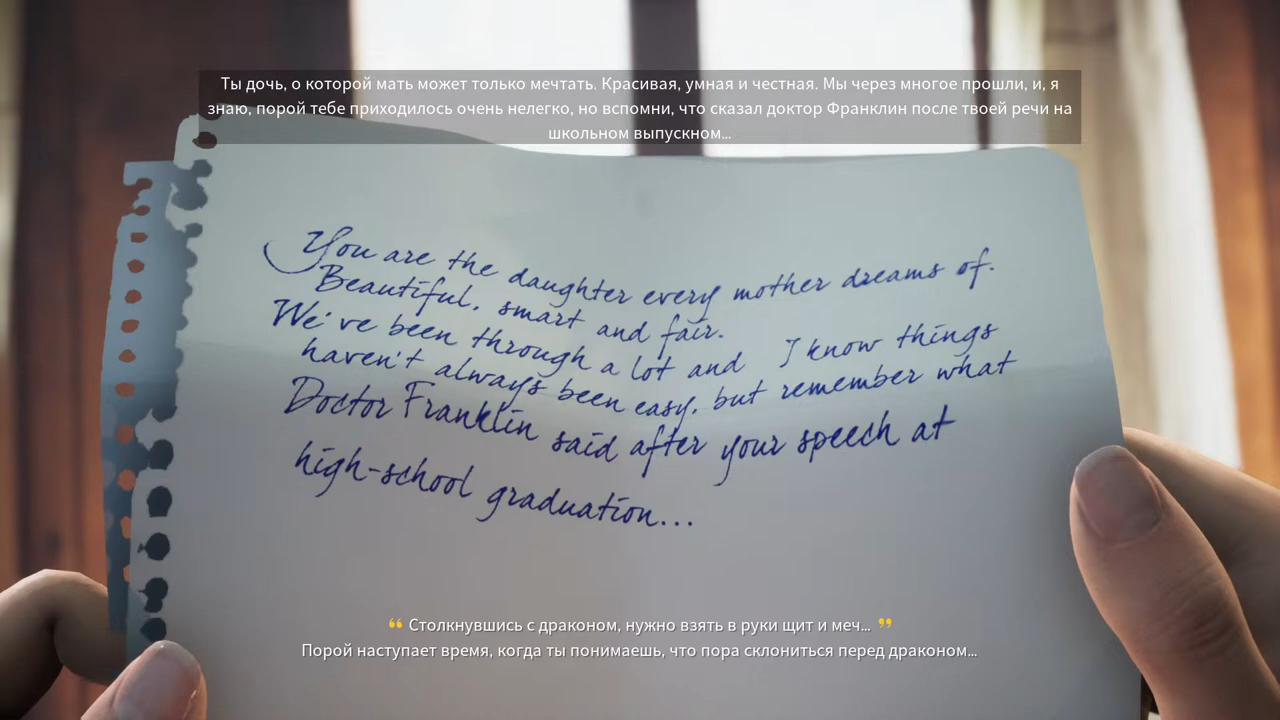 Ты дочь, о которой мать может только мечтать. Красивая, умная и честная. Мы через многое прошли, и, я
знаю, порой тебе приходилось очень нелегко, но вспомни, что сказал доктор Франклин после твоей речи на
школьном выпускном...
You are the daughter every mother dreams of.
Beautiful, smart and fair.
We've been through a lot and I know things
haven't always been easy, but remember what
Doctor Franklin said after your speech at
high-school graduation...
❝ Столкнувшись с драконом, нужно взять в руки щит и меч... ❞
Порой наступает время, когда ты понимаешь, что пора склониться перед драконом...